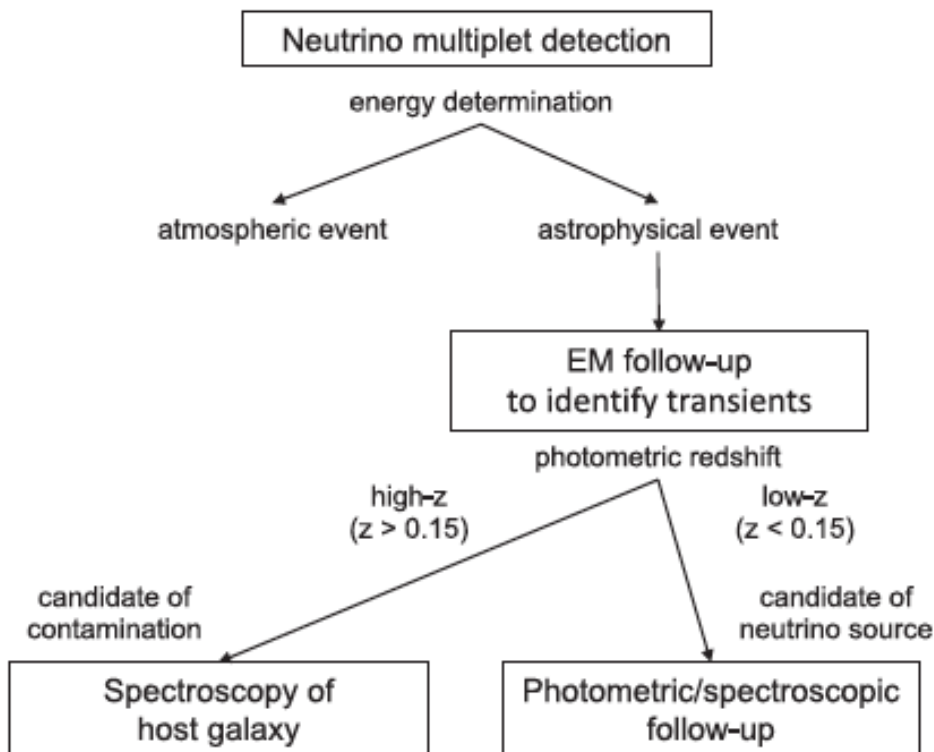 Neutrino multiplet detection
energy determination
atmospheric event
astrophysical event
EM follow-up
to identify transients
photometric redshift
high-z
(z > 0.15)
low-z
(z < 0.15)
candidate of
contamination
candidate of
neutrino source
Spectroscopy of
host galaxy
Photometric/spectroscopic
follow-up